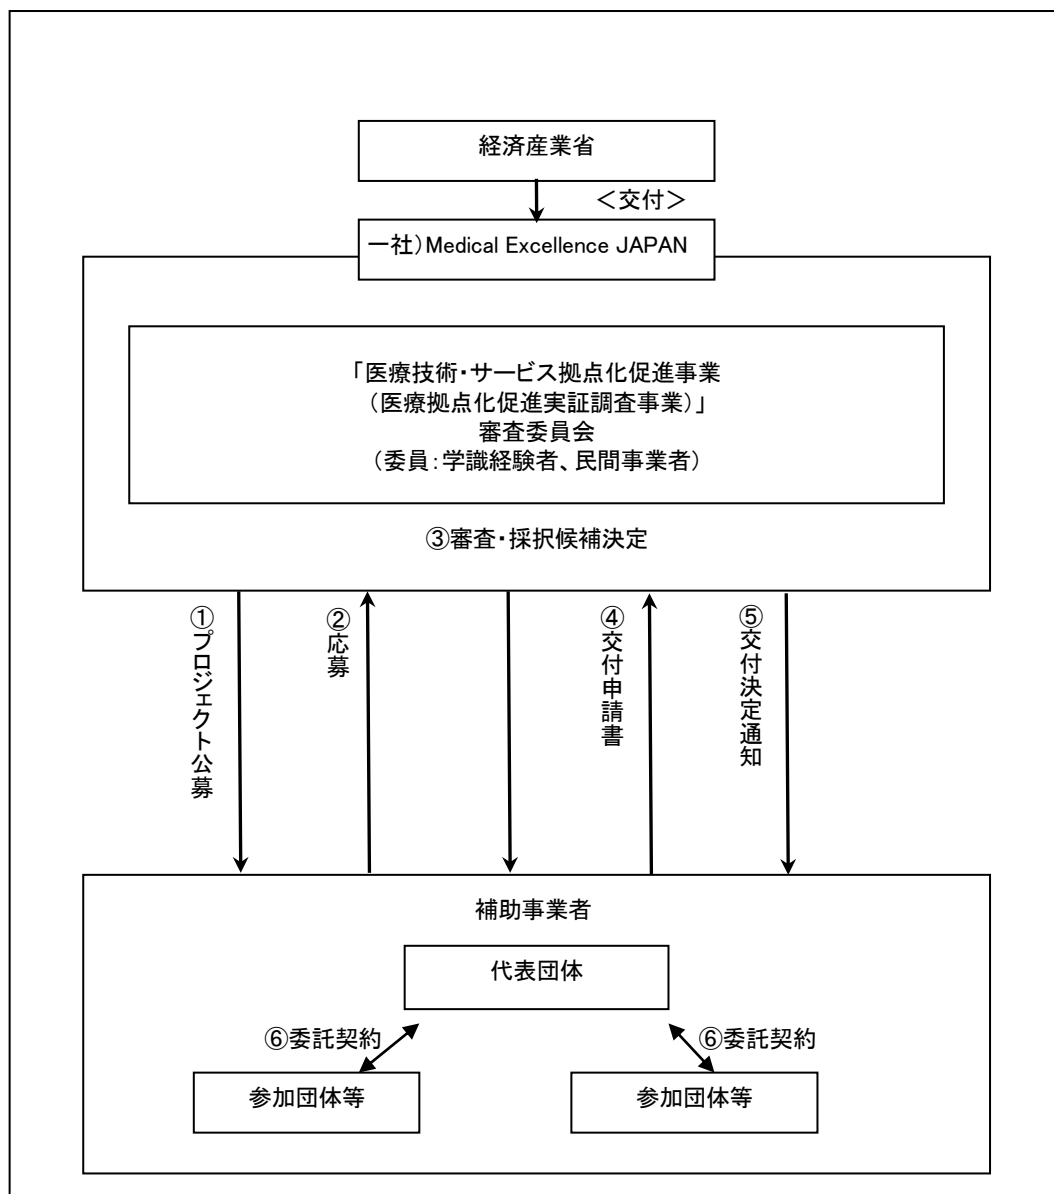 経済産業省
＜交付＞
一社）Medical Excellence JAPAN
「医療技術・サービス拠点化促進事業
（医療拠点化促進実証調査事業）」
審査委員会
（委員：学識経験者、民間事業者）
③審査・採択候補決定
①プロジェクト公募
②応募
④交付申請書
⑤交付決定通知
補助事業者
代表団体
⑥委託契約
⑥委託契約
参加団体等
参加団体等